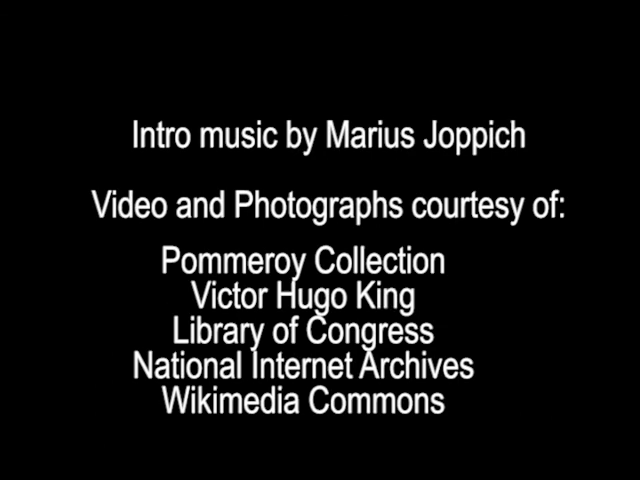 Intro music by Marius Joppich
Video and Photographs courtesy of:
Pommeroy Collection
Victor Hugo King
Library of Congress
National Internet Archives
Wikimedia Commons